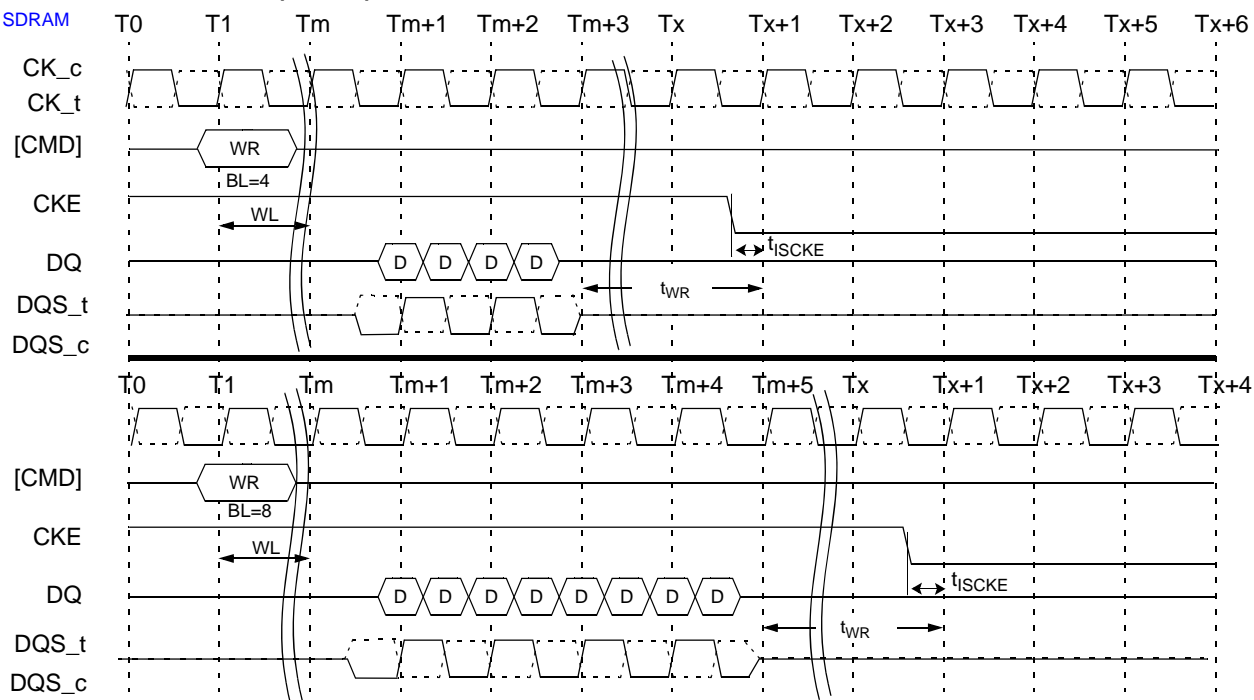 SDRAM
T0 T1 Tm Tm+1 Tm+2 Tm+3 Tx Tx+1 Tx+2 Tx+3 Tx+4 Tx+5 Tx+6
CK_c
CK_t
[CMD] WR
BL=4
CKE
WL
tISCKE
DQ D D D D
tWR
DQS_t
DQS_c
T0 T1 Tm Tm+1 Tm+2 Tm+3 Tm+4 Tm+5 Tx Tx+1 Tx+2 Tx+3 Tx+4
[CMD] WR
BL=8
CKE
WL
tISCKE
DQ D D D D D D D D
tWR
DQS_t
DQS_c